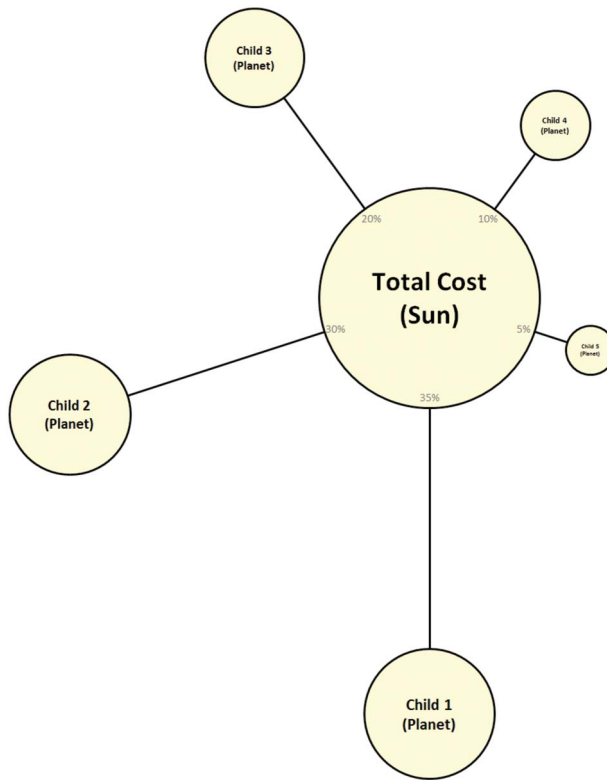 Child 3
(Planet)
Child 4
(Planet)
20%
10%
Total Cost
(Sun)
30%
5%
Child 5
(Planet)
35%
Child 2
(Planet)
Child 1
(Planet)